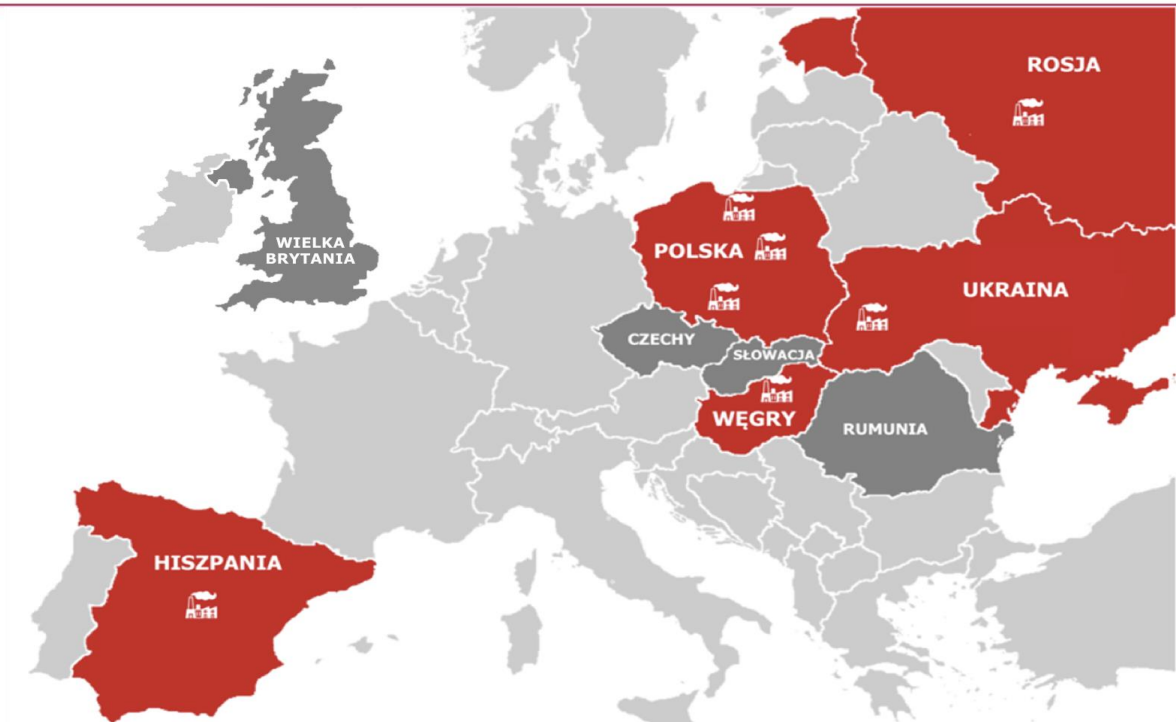 ROSJA
WIELKA
BRYTANIA
POLSKA
UKRAINA
CZECHY
SŁOWACJA
WĘGRY
RUMUNIA
HISZPANIA